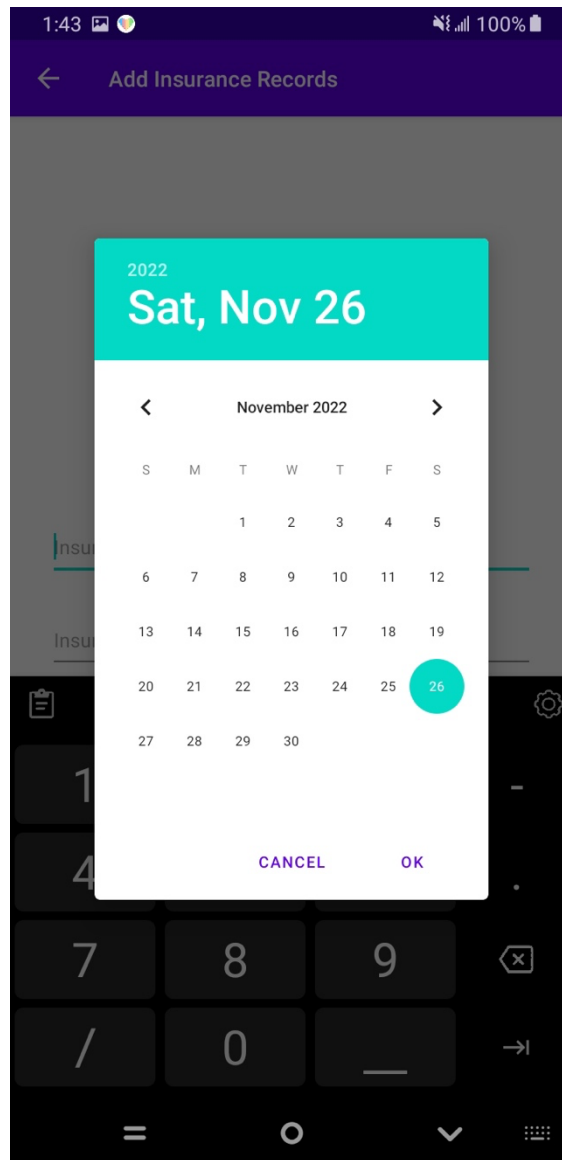 1:43 100%
Add Insurance Records
2022
Sat, Nov 26
November 2022
S M T W T F S
1 2 3 4 5
6 7 8 9 10 11 12
13 14 15 16 17 18 19
20 21 22 23 24 25 26
27 28 29 30
CANCEL OK
Insu
Insu
1 -
4 .
7 8 9
/ 0 _